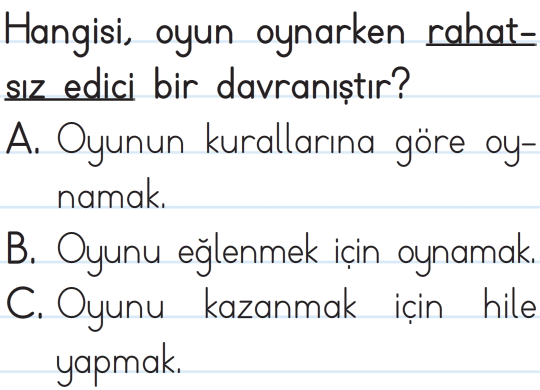 Hangisi, oyun oynarken rahat-
sız edici bir davranıştır?
A. Oyunun kurallarına göre oy-
namak.
B. Oyunu eğlenmek için oynamak.
C. Oyunu kazanmak için hile
yapmak.